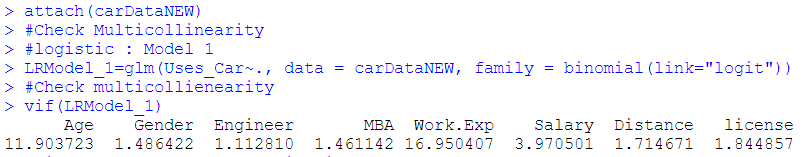 > attach(carDataNEW)
> #Check Multicollinearity
> #logistic : Model 1
> LRModel_1=glm(Uses_Car~., data = carDataNEW, family = binomial(link="logit"))
> #Check multicollienearity
> vif(LRModel_1)
Age Gender Engineer MBA Work.Exp Salary Distance license
11.903723 1.486422 1.112810 1.461142 16.950407 3.970501 1.714671 1.844857